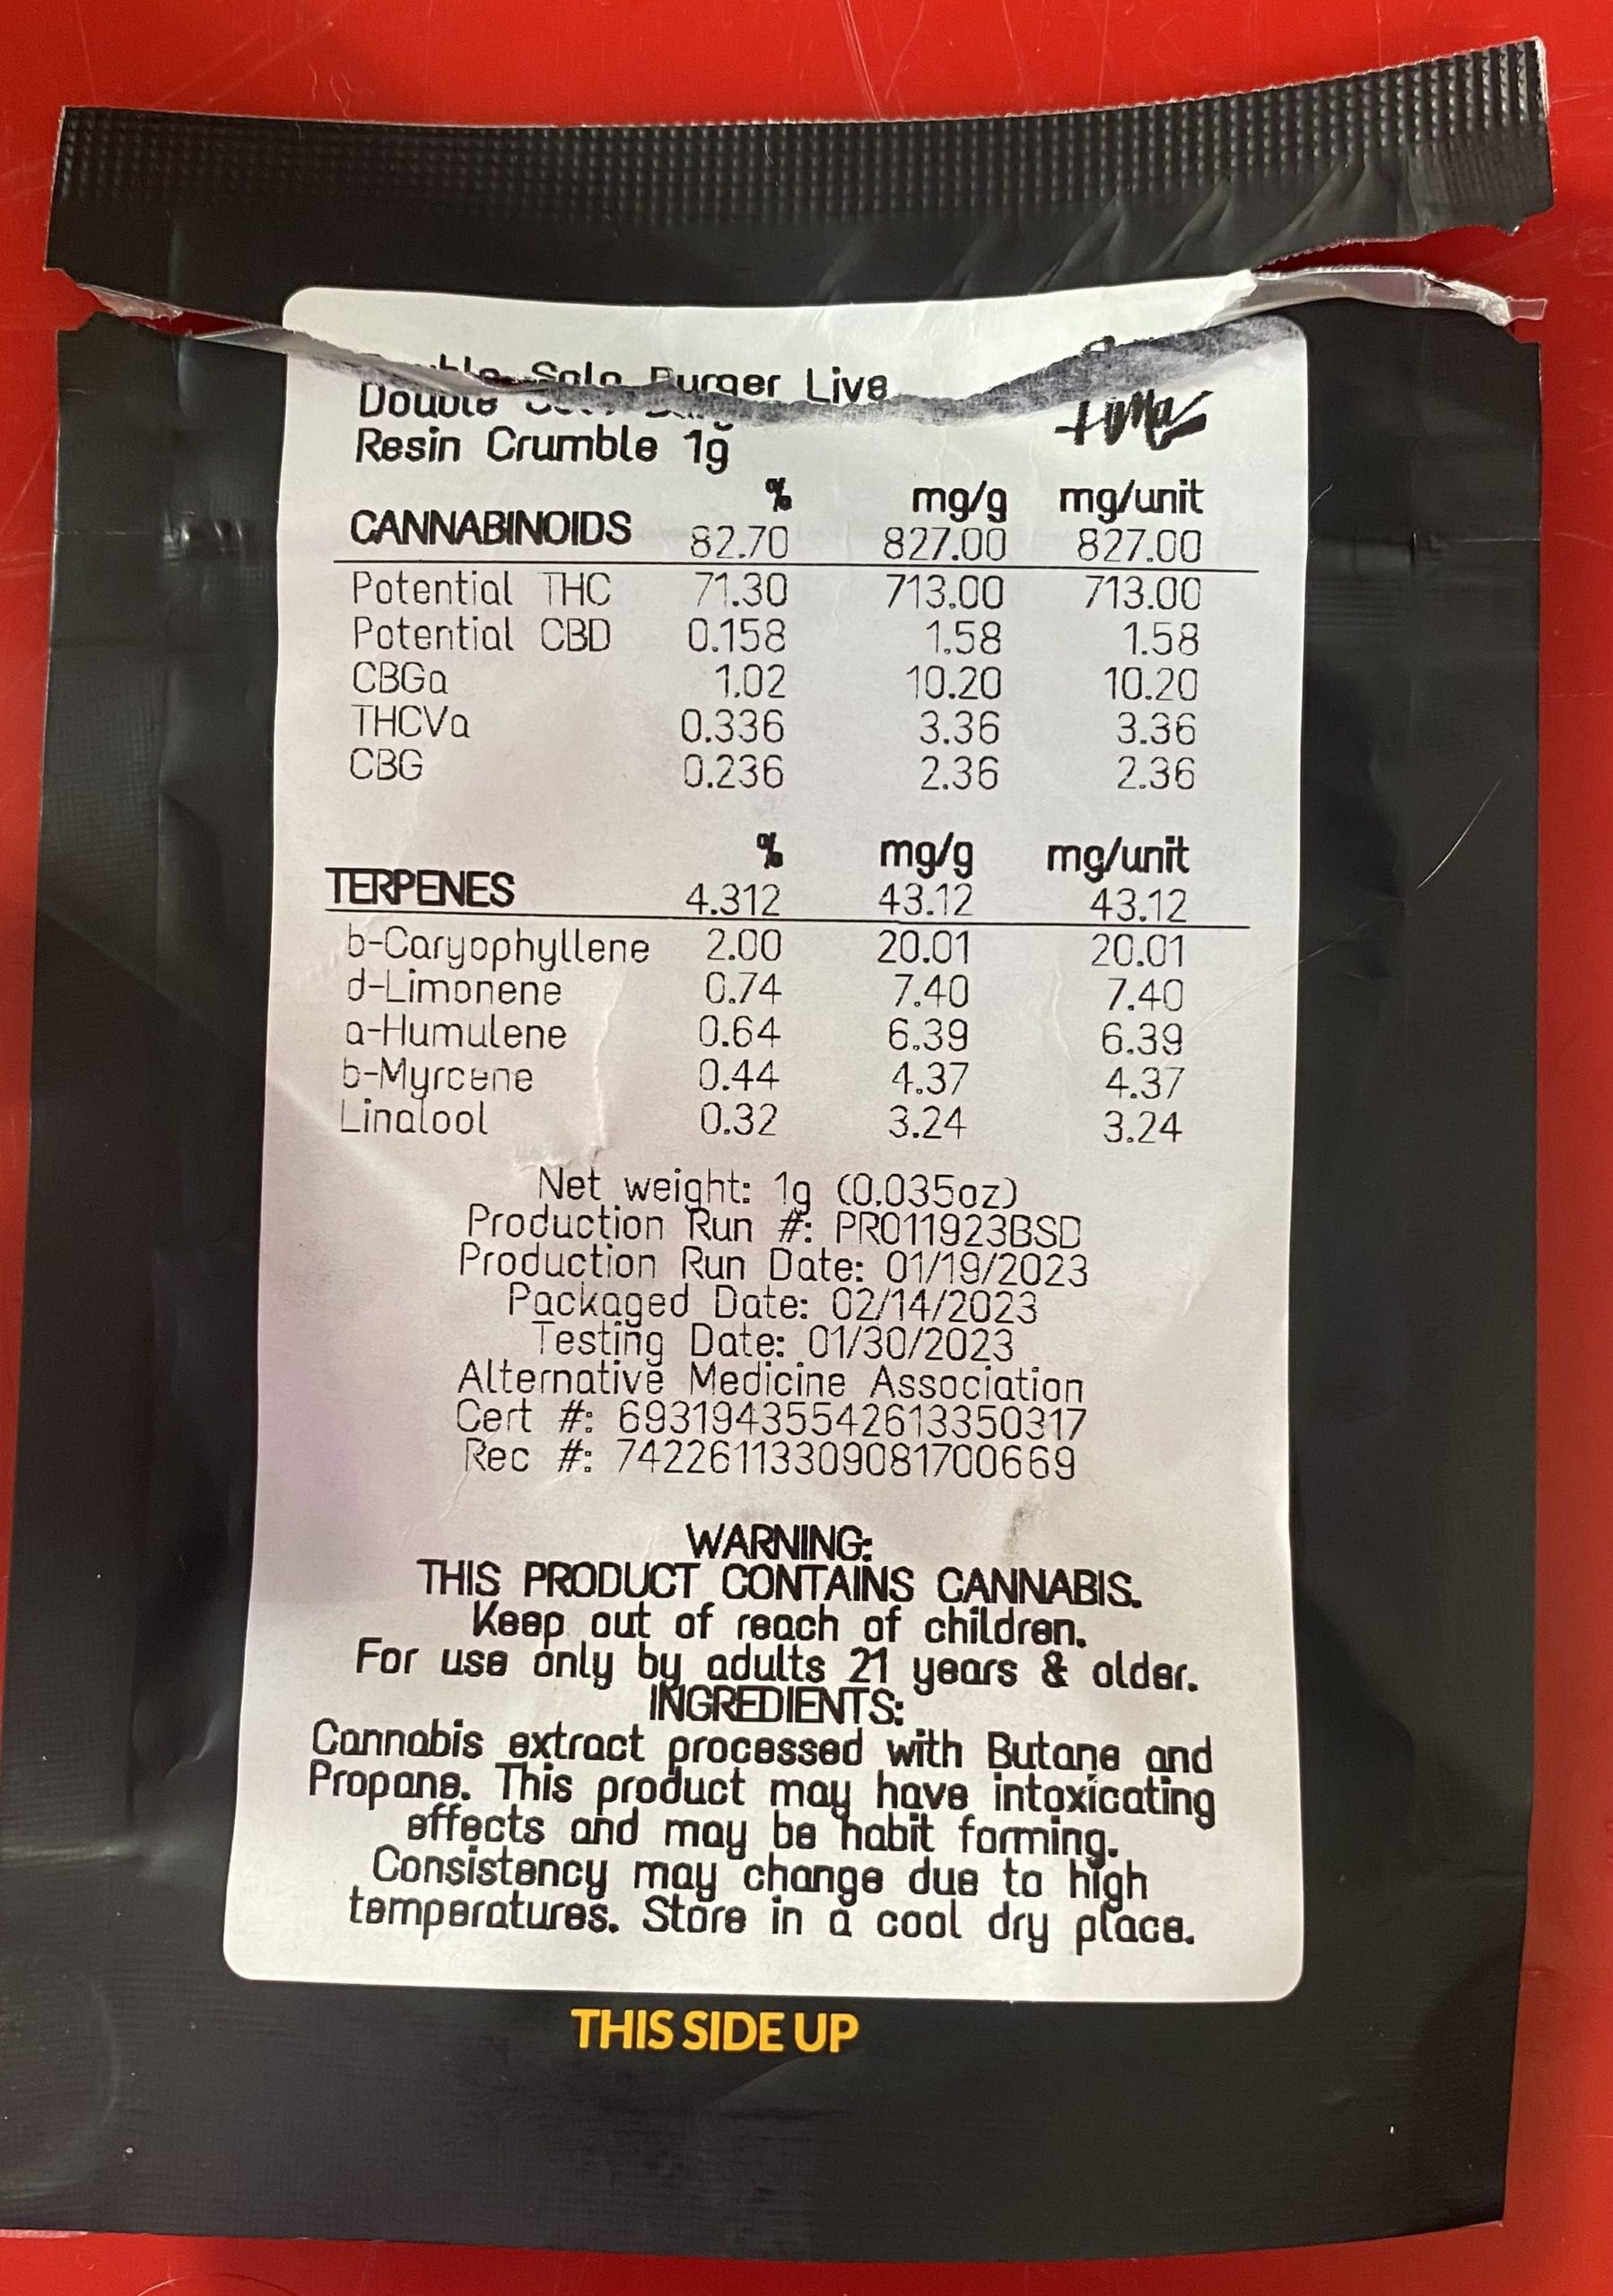 Double Solo Burger Live
Resin Crumble 1g
% mg/g mg/unit
CANNABINOIDS 82.70 827.00 827.00
Potential THC 71.30 713.00 713.00
Potential CBD 0.158 1.58 1.58
CBGa 1.02 10.20 10.20
THCVa 0.336 3.36 3.36
CBG 0.236 2.36 2.36
% mg/g mg/unit
TERPENES 4.312 43.12 43.12
b-Caryophyllene 2.00 20.01 20.01
d-Limonene 0.74 7.40 7.40
a-Humulene 0.64 6.39 6.39
b-Myrcene 0.44 4.37 4.37
Linalool 0.32 3.24 3.24
Net weight: 1g (0.035oz)
Production Run #: PR011923BSD
Production Run Date: 01/19/2023
Packaged Date: 02/14/2023
Testing Date: 01/30/2023
Alternative Medicine Association
Cert #: 69319435542613350317
Rec #: 74226113309081700669
WARNING:
THIS PRODUCT CONTAINS CANNABIS.
Keep out of reach of children.
For use only by adults 21 years & older.
INGREDIENTS:
Cannabis extract processed with Butane and
Propane. This product may have intoxicating
effects and may be habit forming.
Consistency may change due to high
temperatures. Store in a cool dry place.
THIS SIDE UP